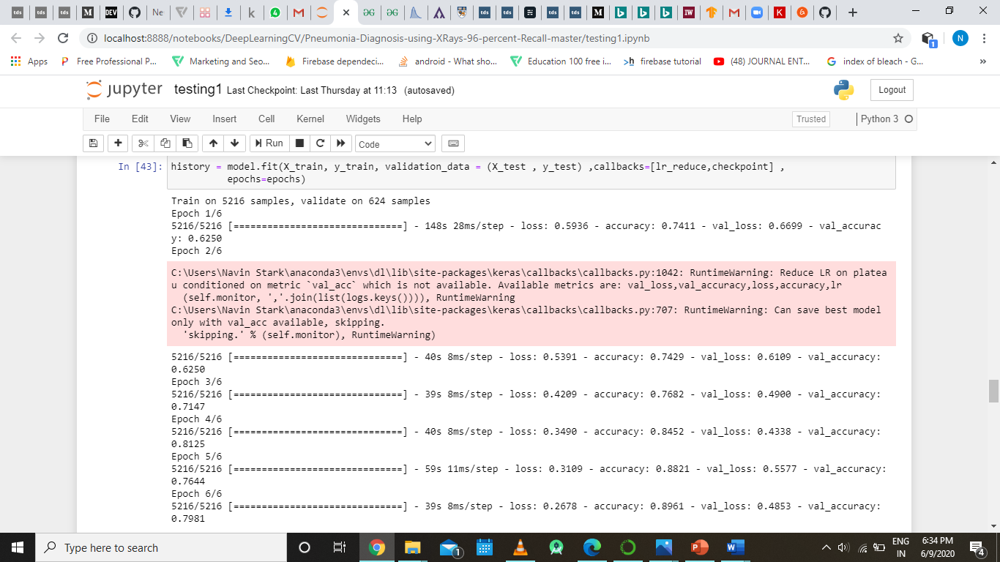 tds
tds
tds
M
DEV
Ne
k
4
M
tds
tds
tds
tds
M
IW
M
K
localhost:8888/notebooks/DeepLearningCV/Pneumonia-Diagnosis-using-XRays-96-percent-Recall-master/testing1.ipynb
1
N
Apps
P Free Professional P...
Marketing and Seo...
Firebase dependeci...
android - What sho...
Education 100 free i...
>h firebase tutorial
(48) JOURNAL ENT...
G index of bleach - G...
»
jupyter testing1 Last Checkpoint: Last Thursday at 11:13 (autosaved)
Logout
File Edit View Insert Cell Kernel Widgets Help
Trusted
Python 3
Run
Code
In [43]: history = model.fit(X_train, y_train, validation_data = (X_test , y_test) ,callbacks=[lr_reduce,checkpoint] ,
epochs=epochs)
Train on 5216 samples, validate on 624 samples
Epoch 1/6
5216/5216 [==============================] - 148s 28ms/step - loss: 0.5936 - accuracy: 0.7411 - val_loss: 0.6699 - val_accurac
y: 0.6250
Epoch 2/6
C:\Users\Navin Stark\anaconda3\envs\dl\lib\site-packages\keras\callbacks\callbacks.py:1042: RuntimeWarning: Reduce LR on platea
u conditioned on metric `val_acc` which is not available. Available metrics are: val_loss,val_accuracy,loss,accuracy,lr
(self.monitor, ','.join(list(logs.keys()))), RuntimeWarning
C:\Users\Navin Stark\anaconda3\envs\dl\lib\site-packages\keras\callbacks\callbacks.py:707: RuntimeWarning: Can save best model
only with val_acc available, skipping.
'skipping.' % (self.monitor), RuntimeWarning)
5216/5216 [==============================] - 40s 8ms/step - loss: 0.5391 - accuracy: 0.7429 - val_loss: 0.6109 - val_accuracy:
0.6250
Epoch 3/6
5216/5216 [==============================] - 39s 8ms/step - loss: 0.4209 - accuracy: 0.7682 - val_loss: 0.4900 - val_accuracy:
0.7147
Epoch 4/6
5216/5216 [==============================] - 40s 8ms/step - loss: 0.3490 - accuracy: 0.8452 - val_loss: 0.4338 - val_accuracy:
0.8125
Epoch 5/6
5216/5216 [==============================] - 59s 11ms/step - loss: 0.3109 - accuracy: 0.8821 - val_loss: 0.5577 - val_accuracy:
0.7644
Epoch 6/6
5216/5216 [==============================] - 39s 8ms/step - loss: 0.2678 - accuracy: 0.8961 - val_loss: 0.4853 - val_accuracy:
0.7981
Type here to search
1
P
W
ENG
IN
6:34 PM
6/9/2020
4